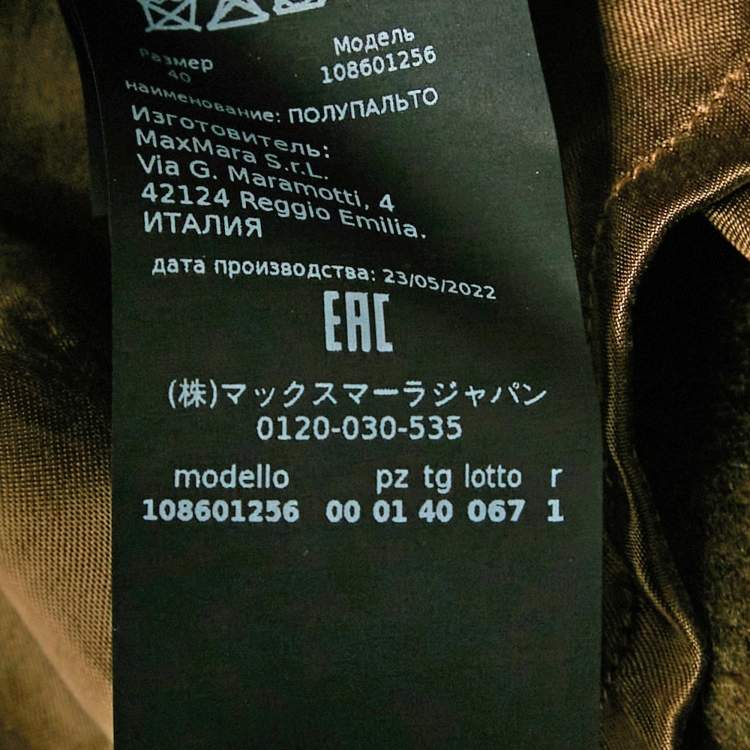 Размер Модель
40 108601256
наименование: ПОЛУПАЛЬТО
Изготовитель:
MaxMara S.r.L.
Via G. Maramotti, 4
42124 Reggio Emilia.
ИТАЛИЯ
дата производства: 23/05/2022
EAC
(株)マックスマーラジャパン
0120-030-535
modello pz tg lotto r
108601256 00 01 40 067 1